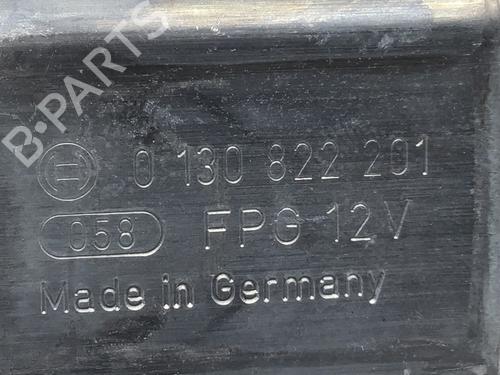 B-PARTS
0 130 822 201
058 FPG 12V
Made in Germany